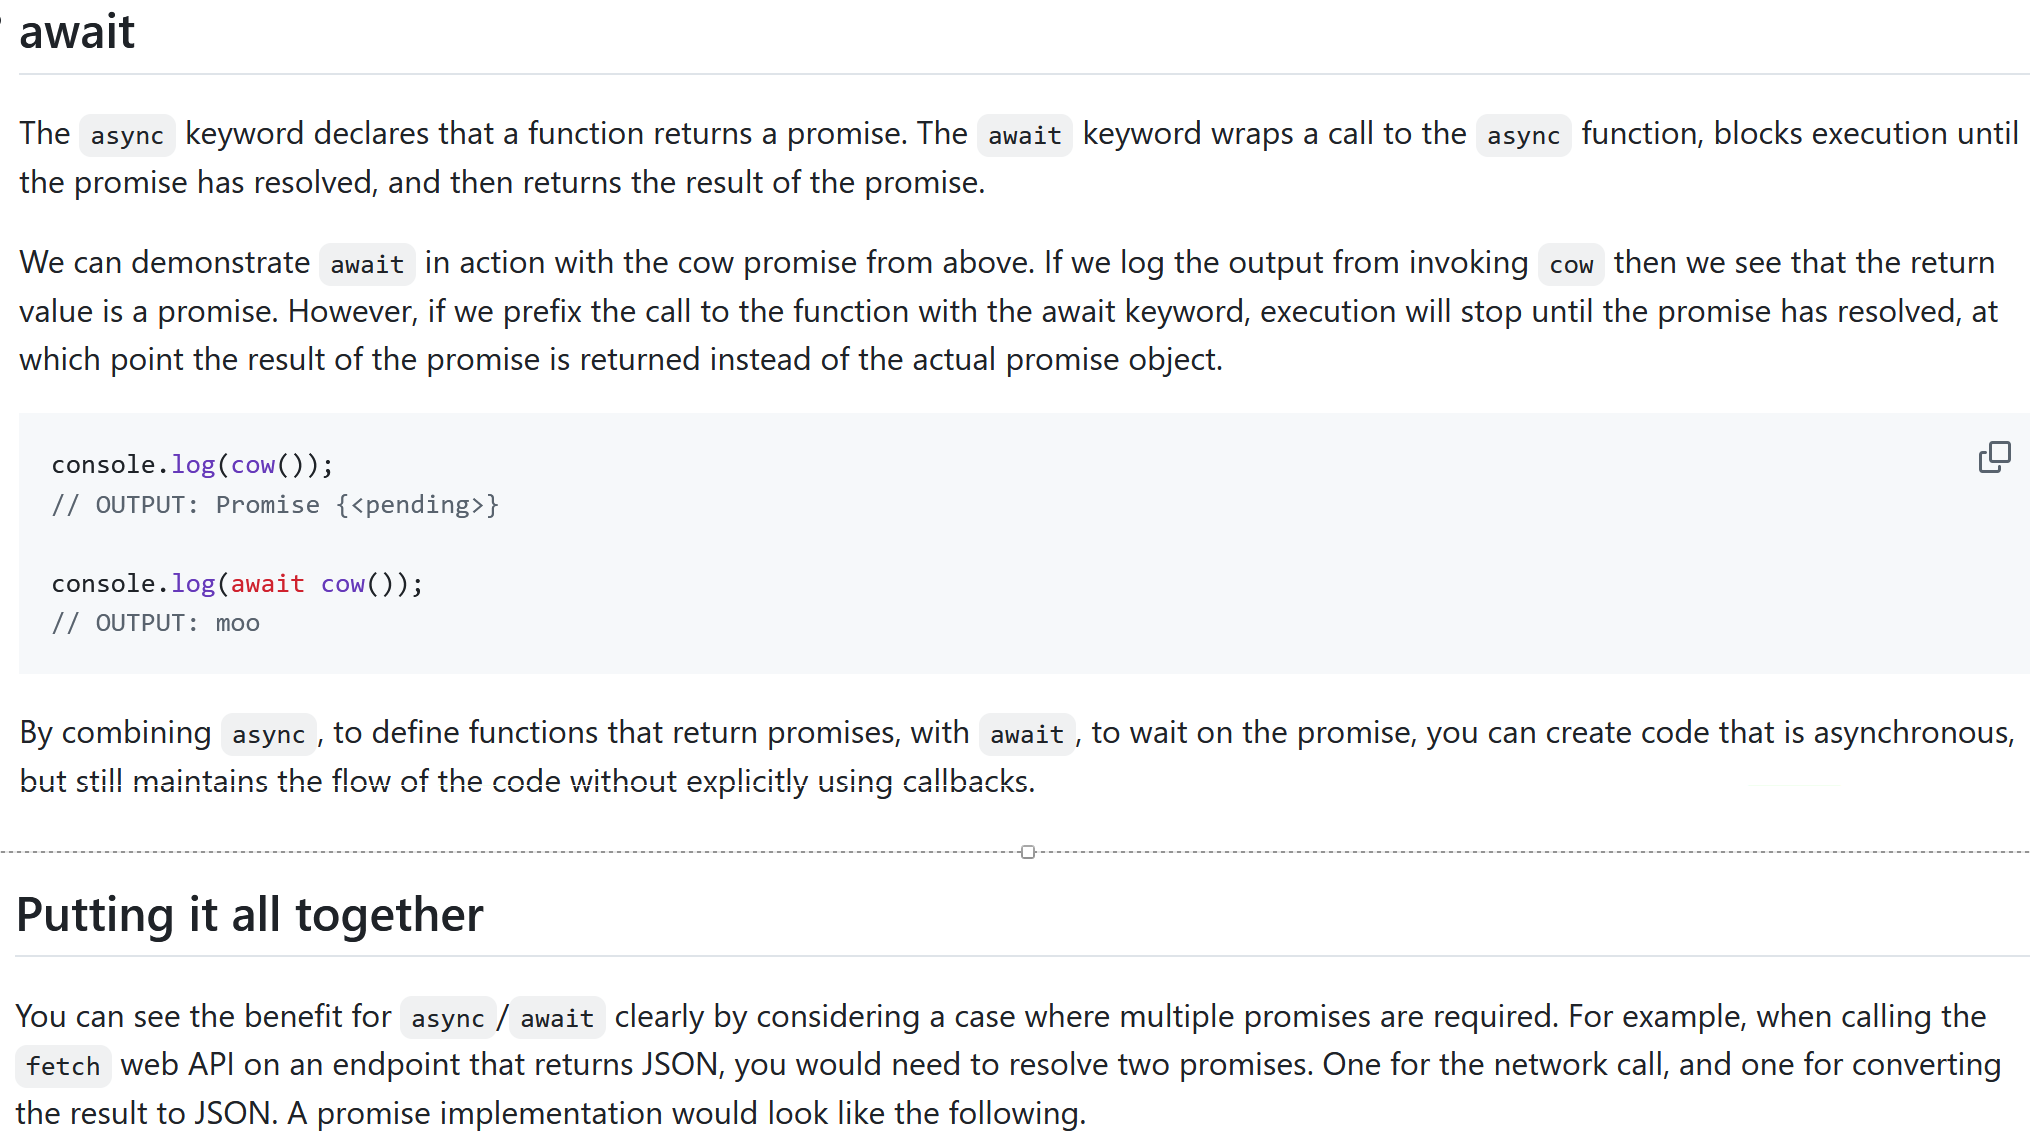 await
The async keyword declares that a function returns a promise. The await keyword wraps a call to the async function, blocks execution until
the promise has resolved, and then returns the result of the promise.
We can demonstrate await in action with the cow promise from above. If we log the output from invoking cow then we see that the return
value is a promise. However, if we prefix the call to the function with the await keyword, execution will stop until the promise has resolved, at
which point the result of the promise is returned instead of the actual promise object.
console.log(cow());
// OUTPUT: Promise {<pending>}
console.log(await cow());
// OUTPUT: moo
By combining async, to define functions that return promises, with await, to wait on the promise, you can create code that is asynchronous,
but still maintains the flow of the code without explicitly using callbacks.
Putting it all together
You can see the benefit for async/await clearly by considering a case where multiple promises are required. For example, when calling the
fetch web API on an endpoint that returns JSON, you would need to resolve two promises. One for the network call, and one for converting
the result to JSON. A promise implementation would look like the following.